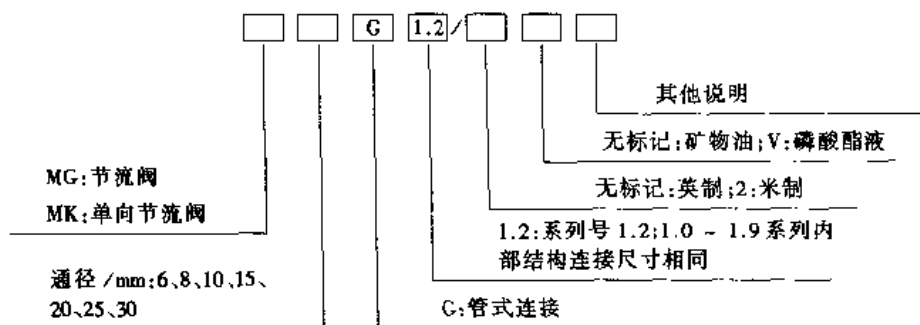 G 1.2/
其他说明
无标记:矿物油;V:磷酸酯液
MG:节流阀
无标记:英制;2:米制
MK:单向节流阀
1.2:系列号1.2;1.0 ~ 1.9系列内
部结构连接尺寸相同
通径/mm:6、8、10、15、
20、25、30
G:管式连接